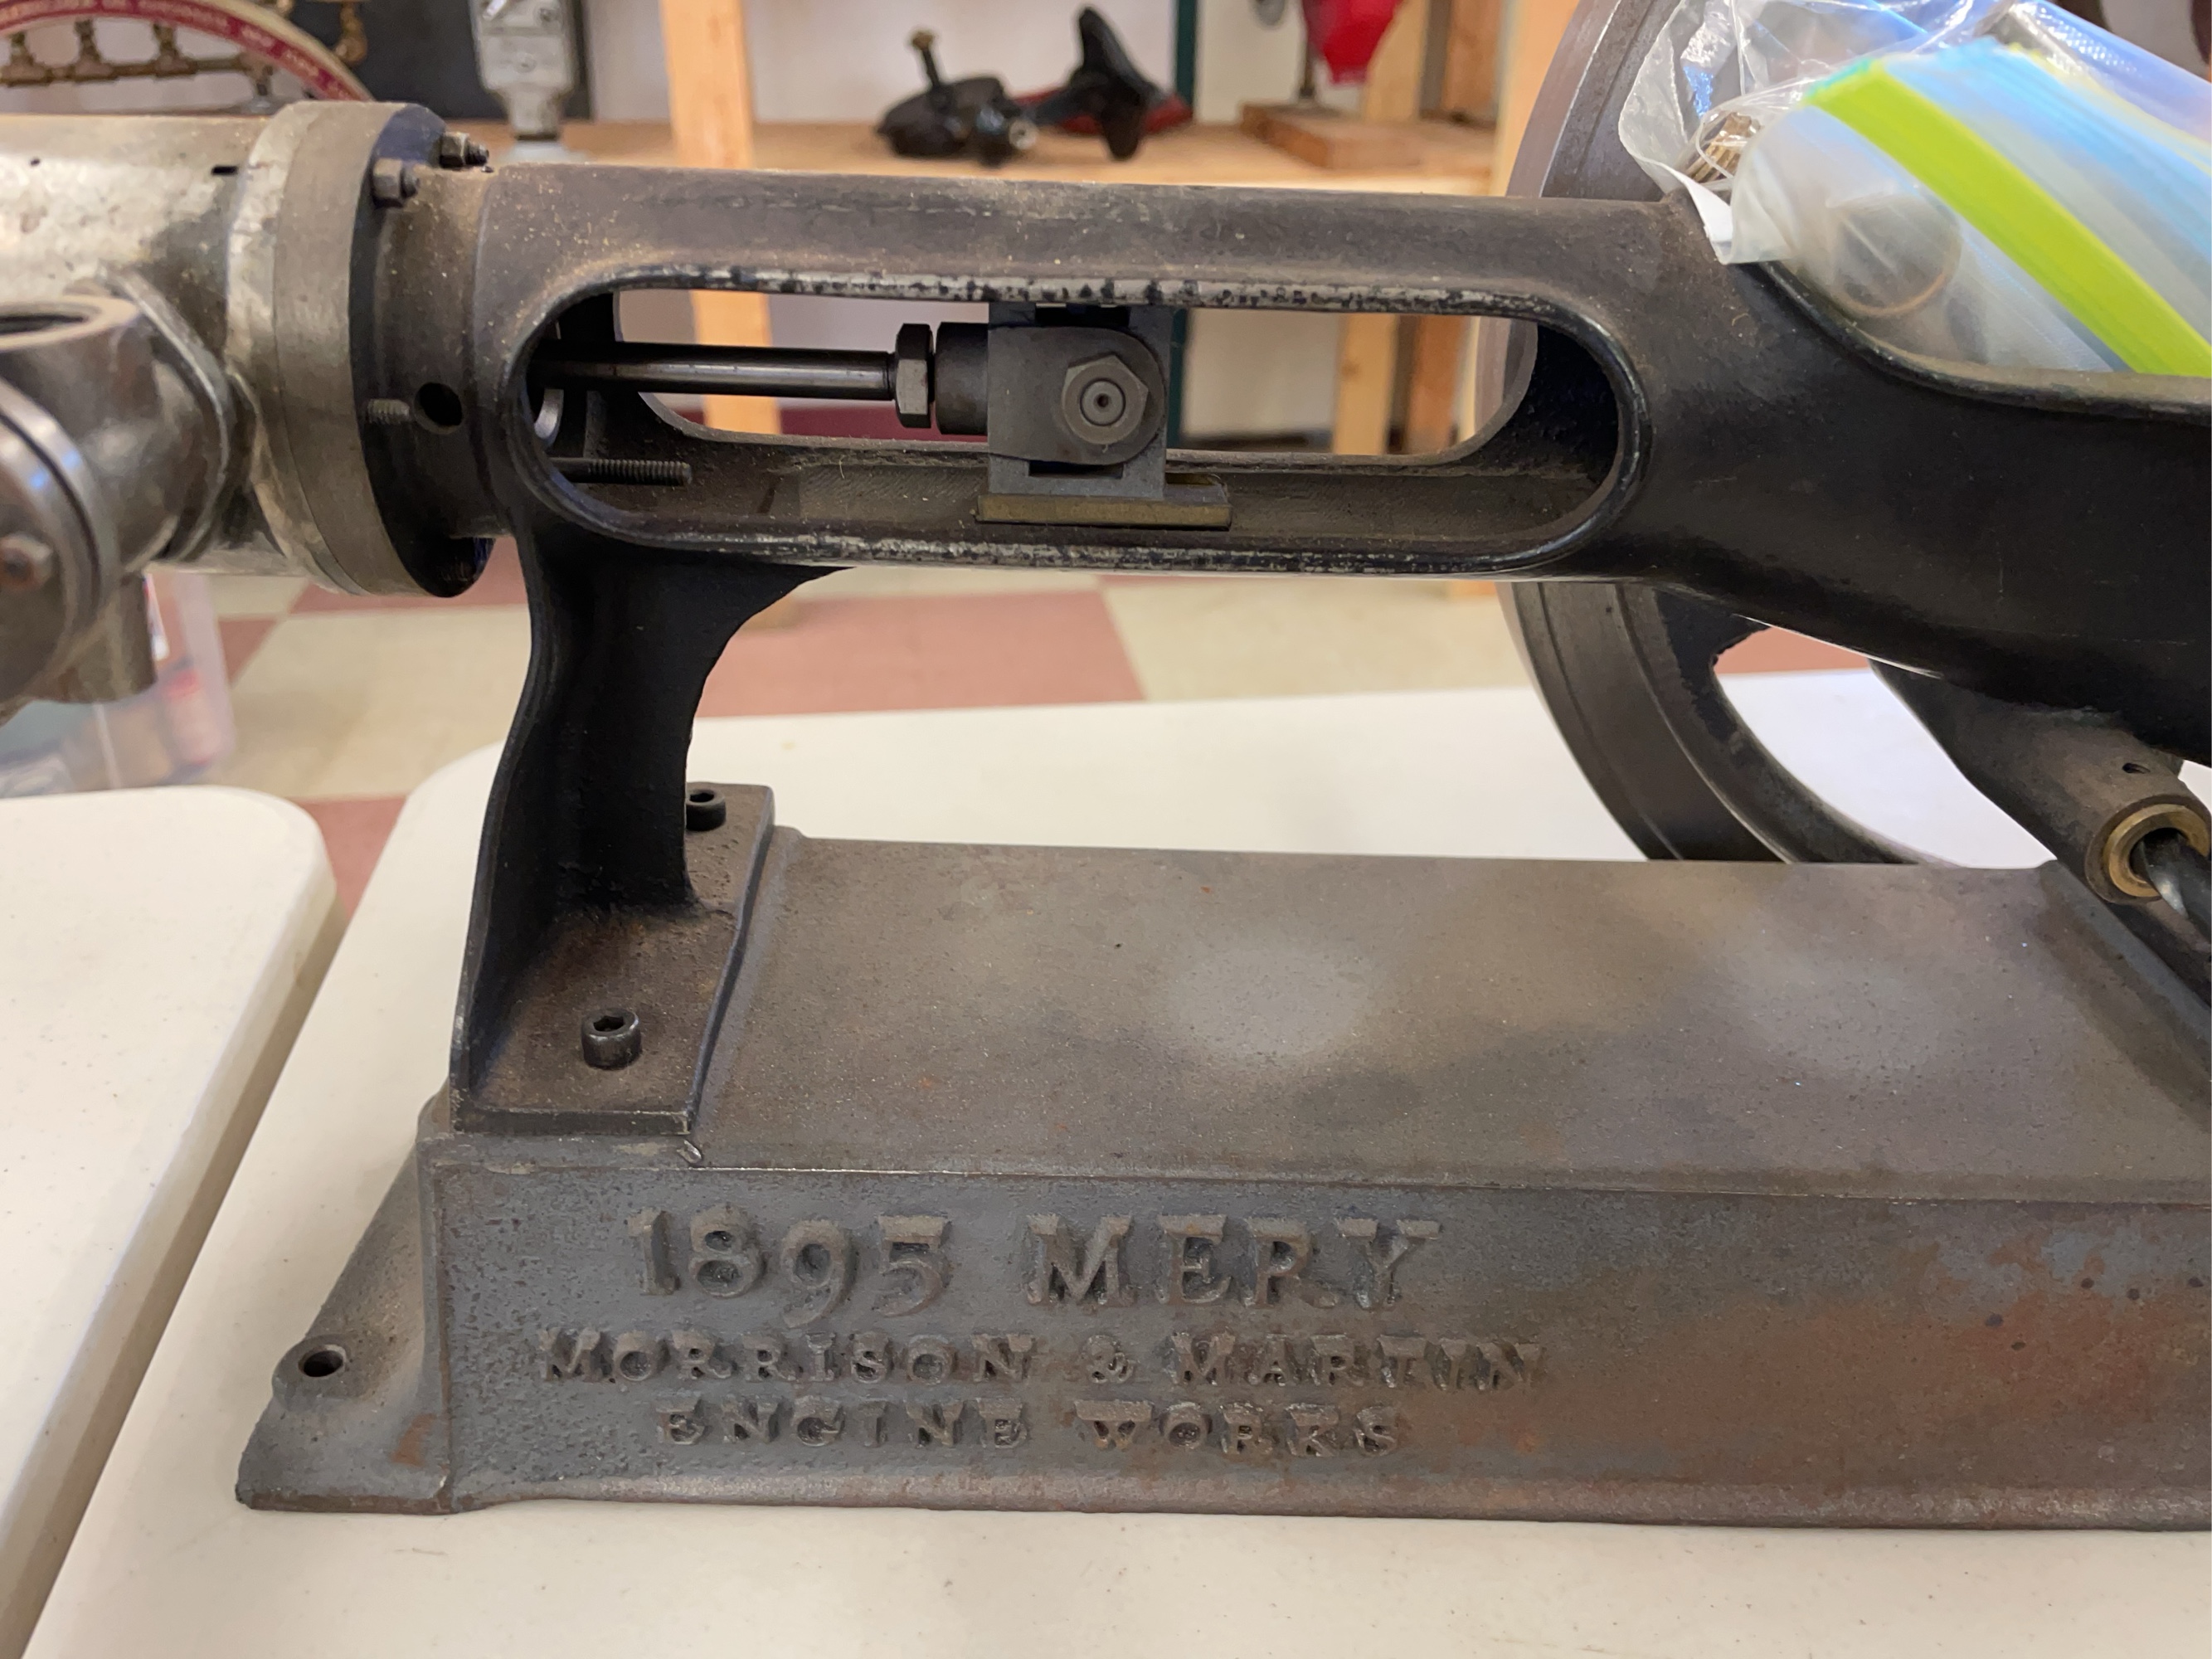 1895 MERY
MORRISON & MARTIN
ENGINE WORKS